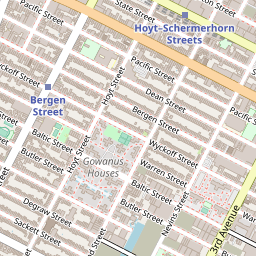 State Street
Hoyt–Schermerhorn
Streets
Pacific Street
Pacific Street
Wyckoff Street
Hoyt Street
Dean Street
Bergen
Street
Bergen Street
Baltic Street
Hoyt Street
Wyckoff Street
Butler Street
Gowanus
Houses
Warren Street
Degraw Street
Baltic Street
Sackett Street
Butler Street
Nevins Street
3rd Avenue